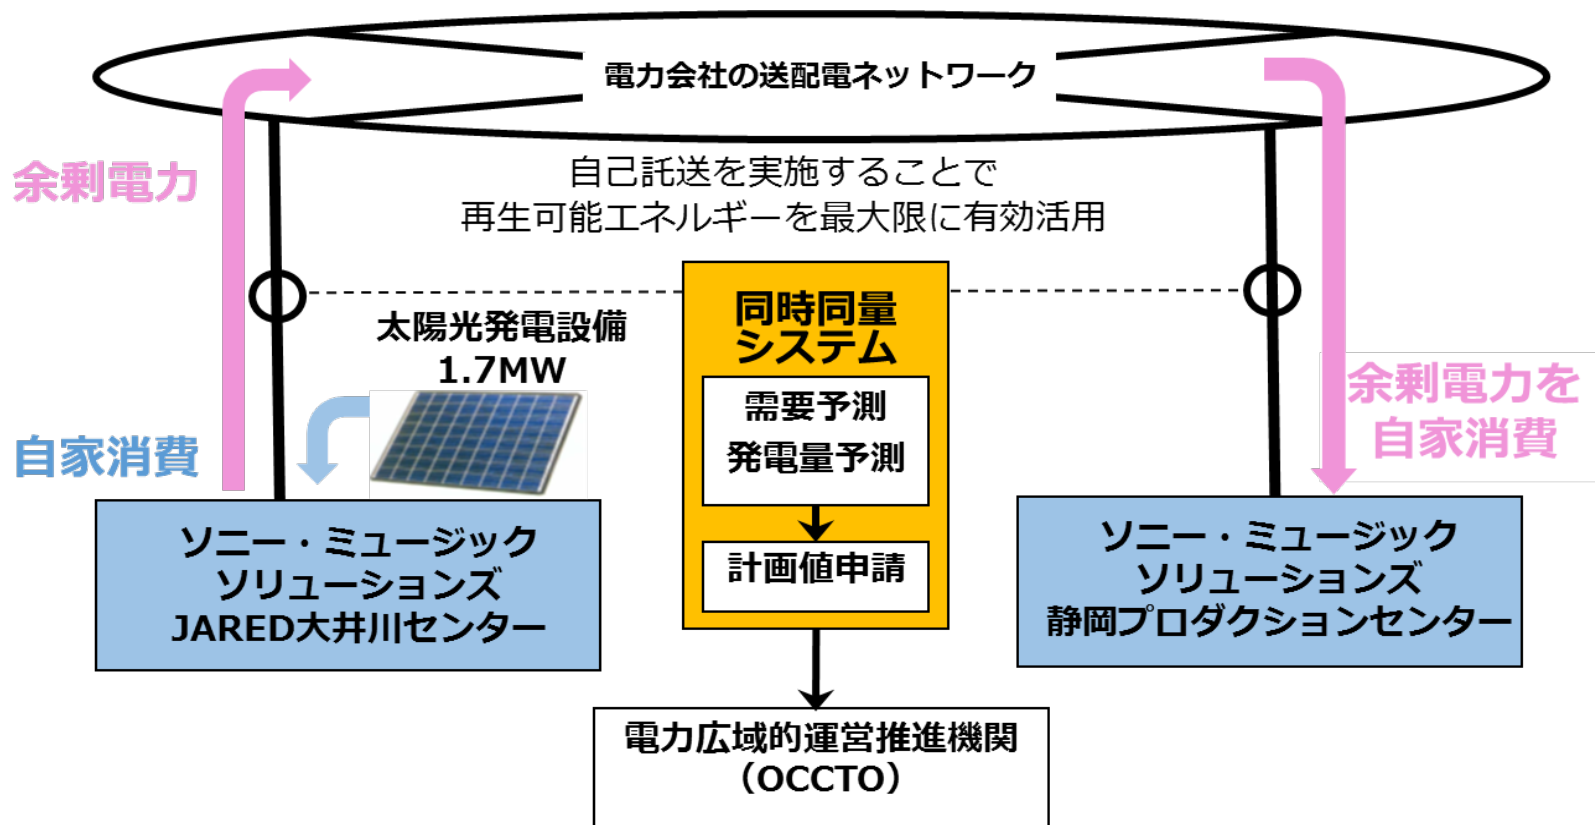 電力会社の送配電ネットワーク
余剰電力
自己託送を実施することで
再生可能エネルギーを最大限に有効活用
太陽光発電設備
1.7MW
自家消費
同時同量
システム
需要予測
発電量予測
計画値申請
余剰電力を
自家消費
ソニー・ミュージック
ソリューションズ
JARED大井川センター
ソニー・ミュージック
ソリューションズ
静岡プロダクションセンター
電力広域的運営推進機関
（OCCTO）